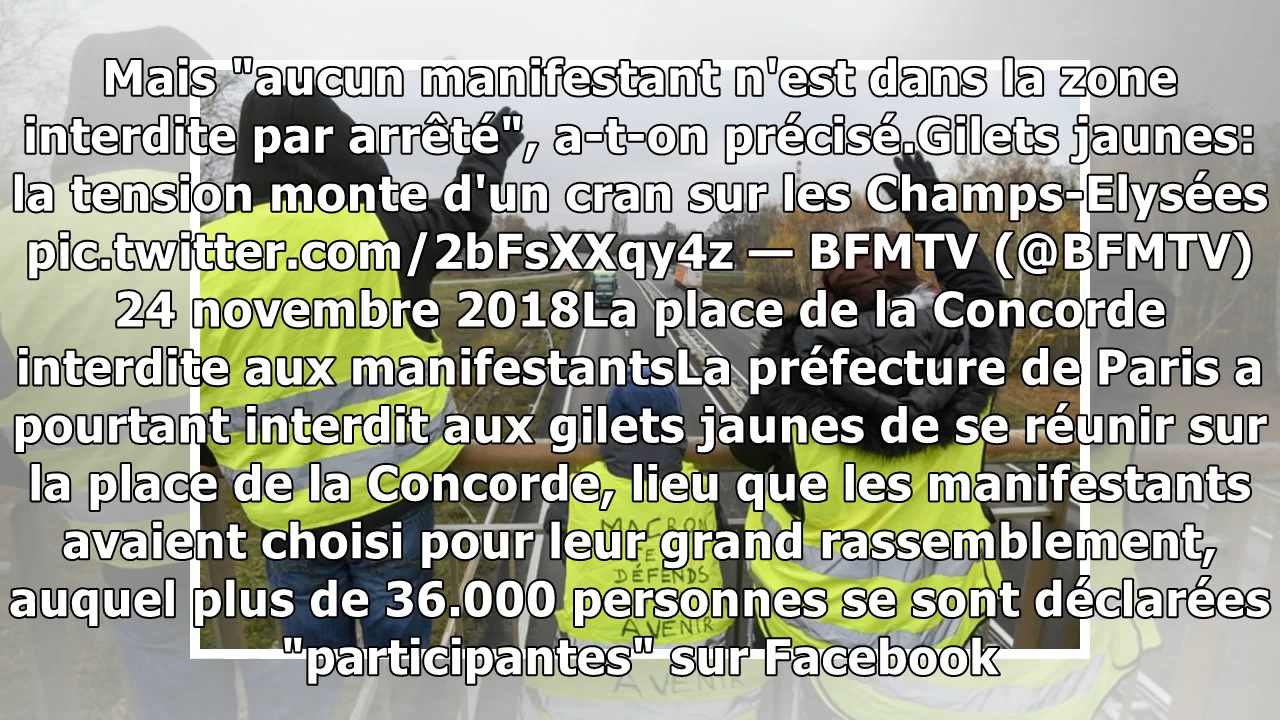 Mais "aucun manifestant n'est dans la zone
interdite par arrêté", a-t-on précisé.Gilets jaunes:
la tension monte d'un cran sur les Champs-Elysées
pic.twitter.com/2bFsXXqy4z — BFMTV (@BFMTV)
24 novembre 2018La place de la Concorde
interdite aux manifestantsLa préfecture de Paris a
pourtant interdit aux gilets jaunes de se réunir sur
la place de la Concorde, lieu que les manifestants
avaient choisi pour leur grand rassemblement,
auquel plus de 36.000 personnes se sont déclarées
"participantes" sur Facebook
MACRON
DÉFENDS
AVENIR
AVENIR